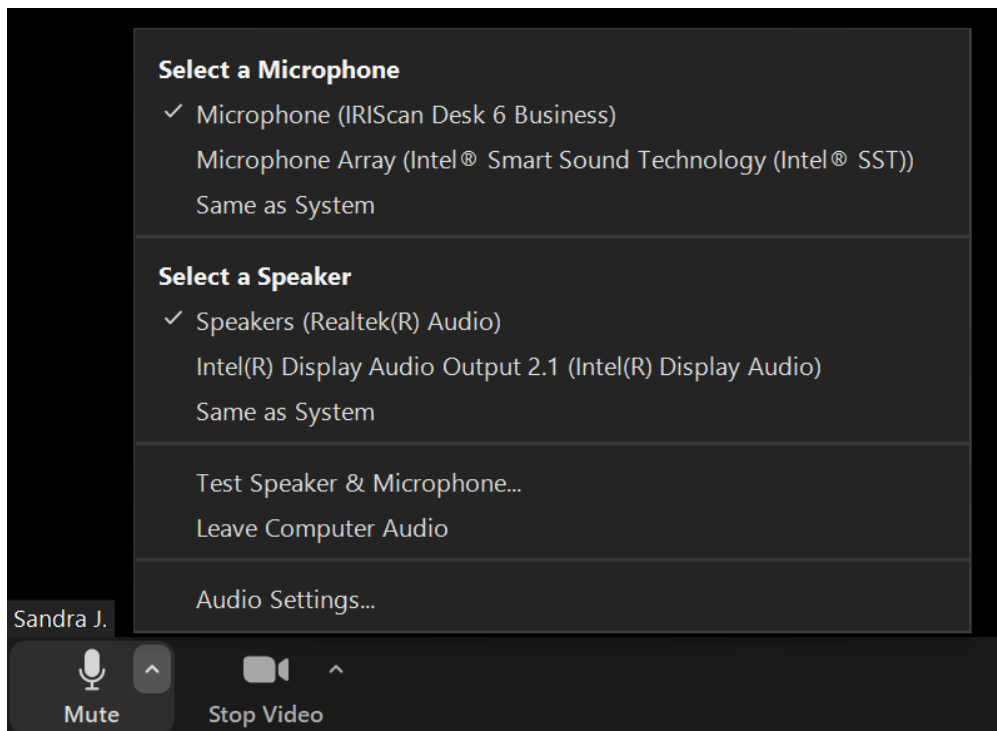 Select a Microphone
Microphone (IRIScan Desk 6 Business)
Microphone Array (Intel® Smart Sound Technology (Intel® SST))
Same as System
Select a Speaker
Speakers (Realtek(R) Audio)
Intel(R) Display Audio Output 2.1 (Intel(R) Display Audio)
Same as System
Test Speaker & Microphone...
Leave Computer Audio
Audio Settings...
Sandra J.
Mute Stop Video